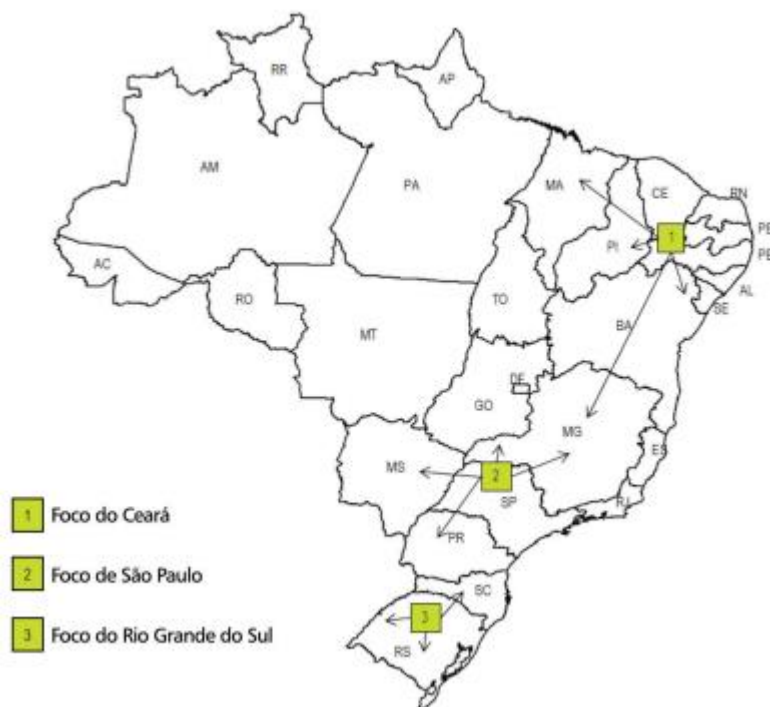 RR
AP
AM
PA
MA
CE
RN
1
PI
PB
PE
AC
RO
TO
AL
SE
MT
BA
DF
GO
MG
ES
MS
2
SP
RJ
PR
SC
3
RS
1 Foco do Ceará
2 Foco de São Paulo
3 Foco do Rio Grande do Sul